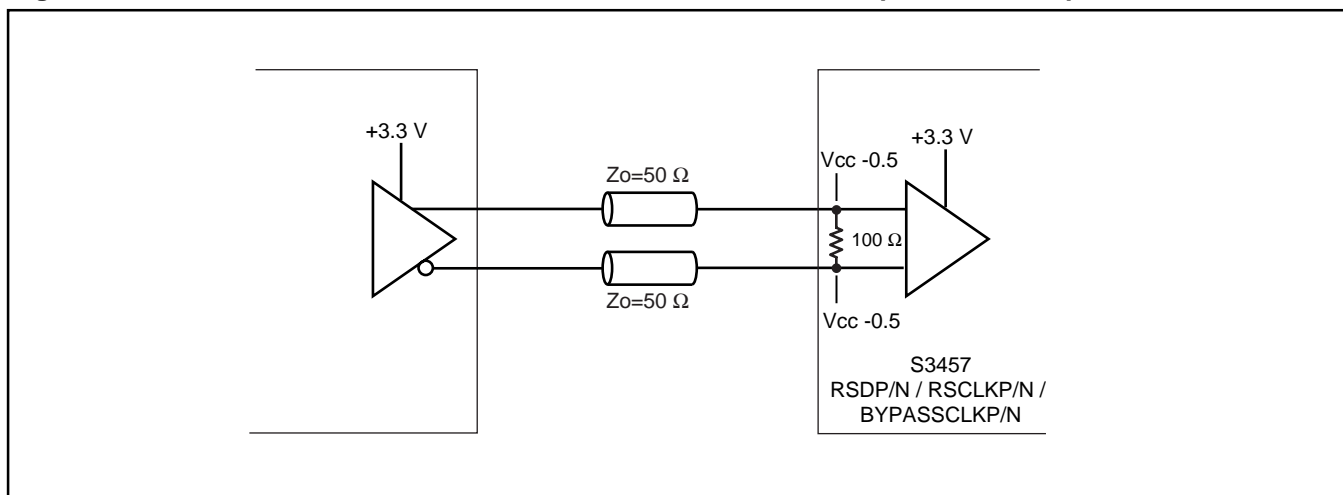 +3.3 V
+3.3 V
Vcc -0.5
Zo=50 Ω
100 Ω
Zo=50 Ω
Vcc -0.5
S3457
RSDP/N / RSCLKP/N /
BYPASSCLKP/N